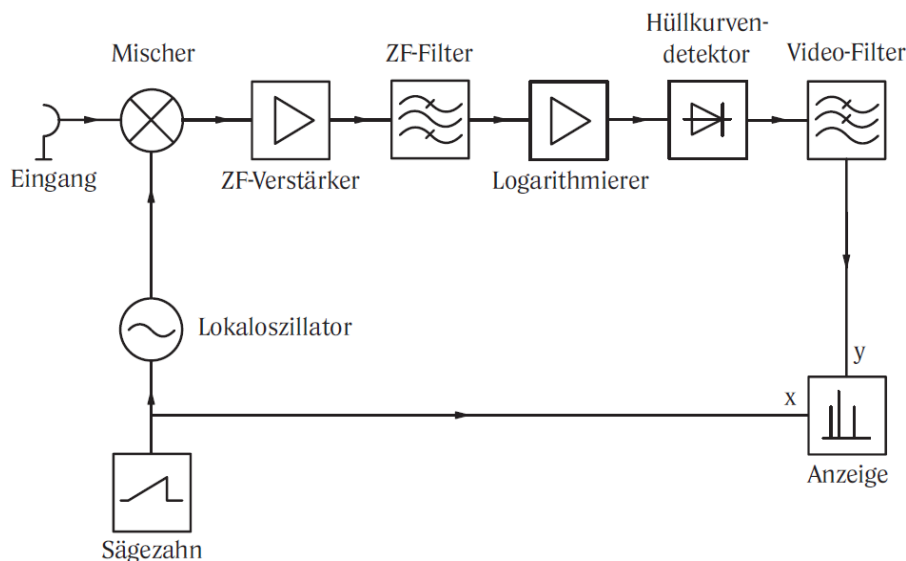 Mischer
ZF-Filter
Hüllkurven-
detektor
Video-Filter
Eingang
ZF-Verstärker
Logarithmierer
Lokaloszillator
y
x
Anzeige
Sägezahn